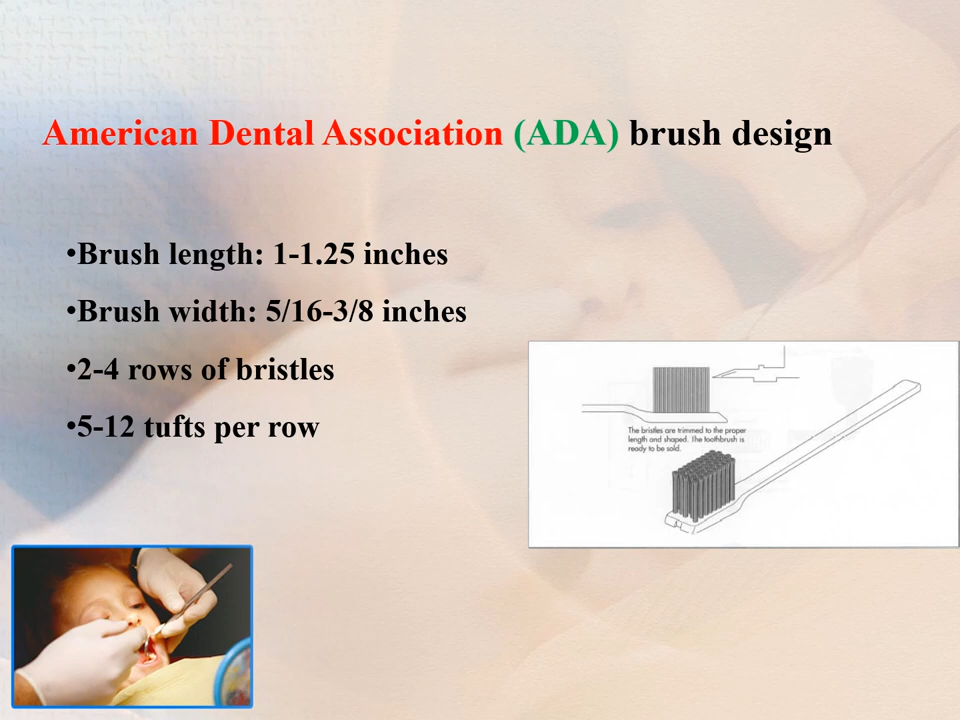 American Dental Association (ADA) brush design
•Brush length: 1-1.25 inches
•Brush width: 5/16-3/8 inches
•2-4 rows of bristles
•5-12 tufts per row
The bristles are trimmed to the proper
length and shaped. The toothbrush is
ready to be sold.